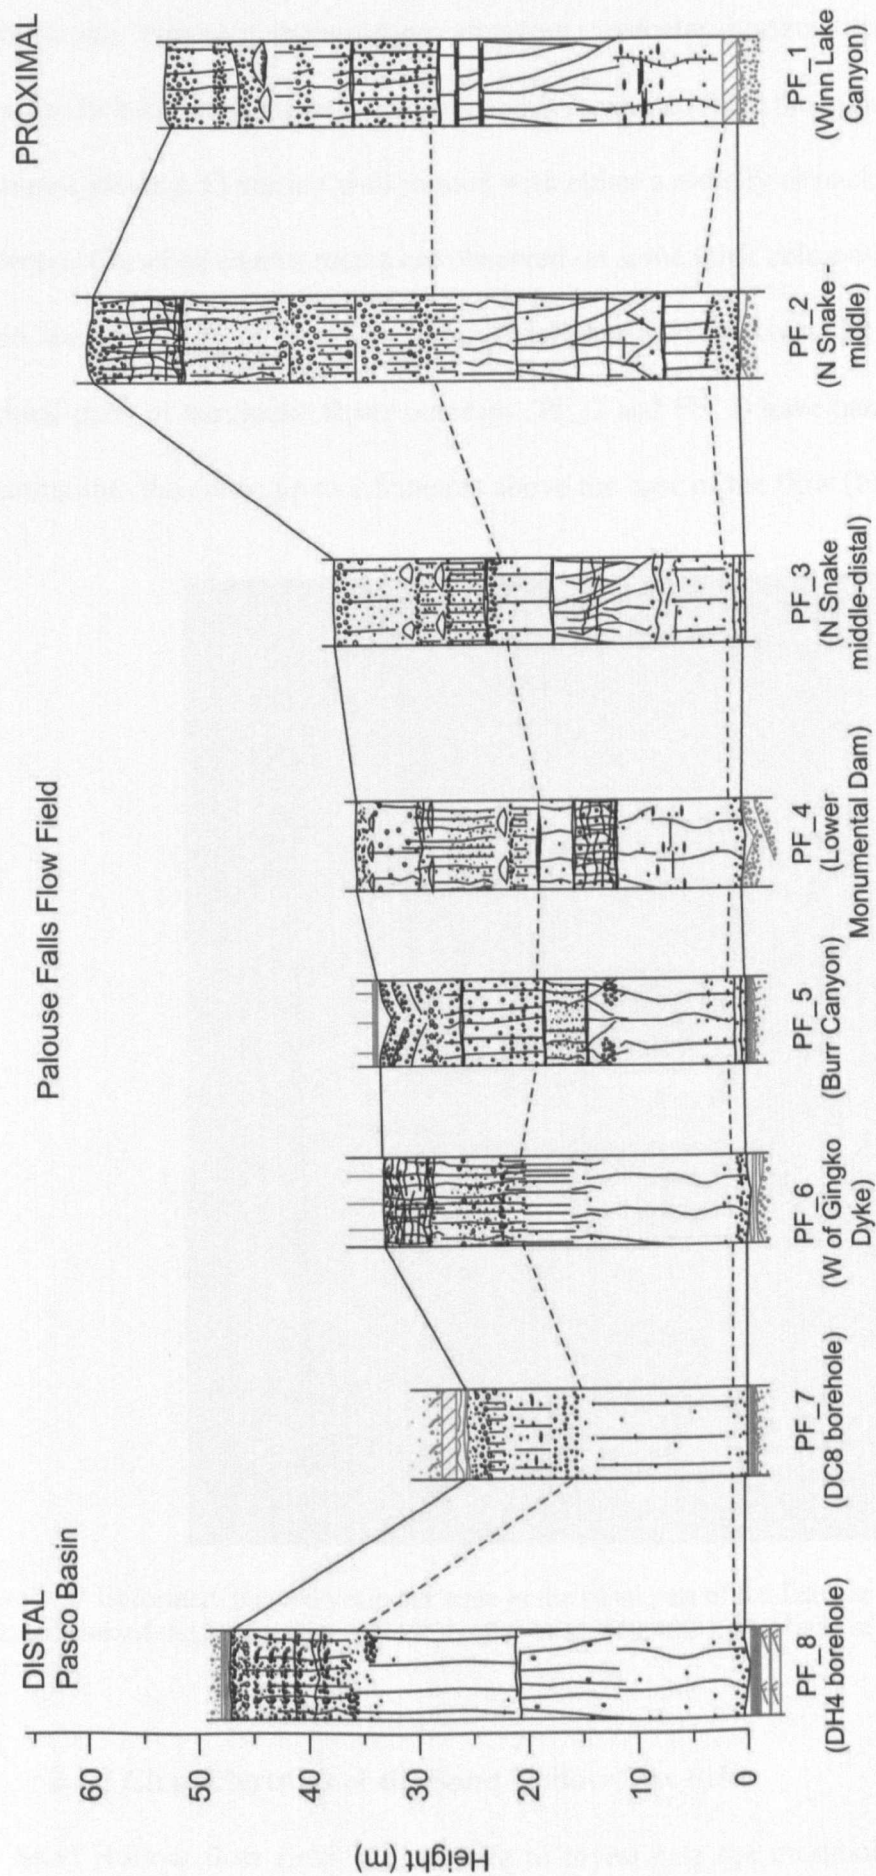 Palouse Falls Flow Field
DISTAL
Pasco Basin
PROXIMAL
Height (m)
60
50
40
30
20
10
0
PF_8
(DH4 borehole)
PF_7
(DC8 borehole)
PF_6
(W of Gingko
Dyke)
PF_5
(Burr Canyon)
PF_4
(Lower
Monumental Dam)
PF_3
(N Snake
middle-distal)
PF_2
(N Snake -
middle)
PF_1
(Winn Lake
Canyon)